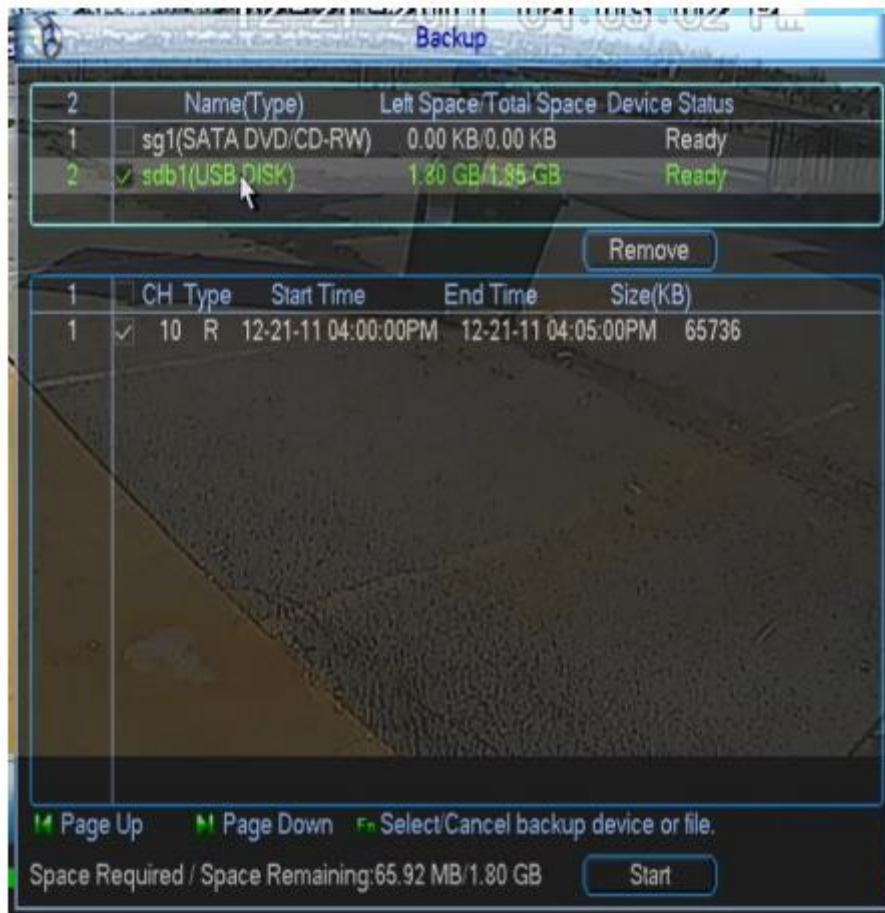 Backup
2 Name(Type) Left Space/Total Space Device Status
1 sg1(SATA DVD/CD-RW) 0.00 KB/0.00 KB Ready
2 sdb1(USB DISK) 1.80 GB/1.85 GB Ready
Remove
1 CH Type Start Time End Time Size(KB)
1 10 R 12-21-11 04:00:00PM 12-21-11 04:05:00PM 65736
Page Up Page Down Fn Select/Cancel backup device or file.
Space Required / Space Remaining:65.92 MB/1.80 GB Start